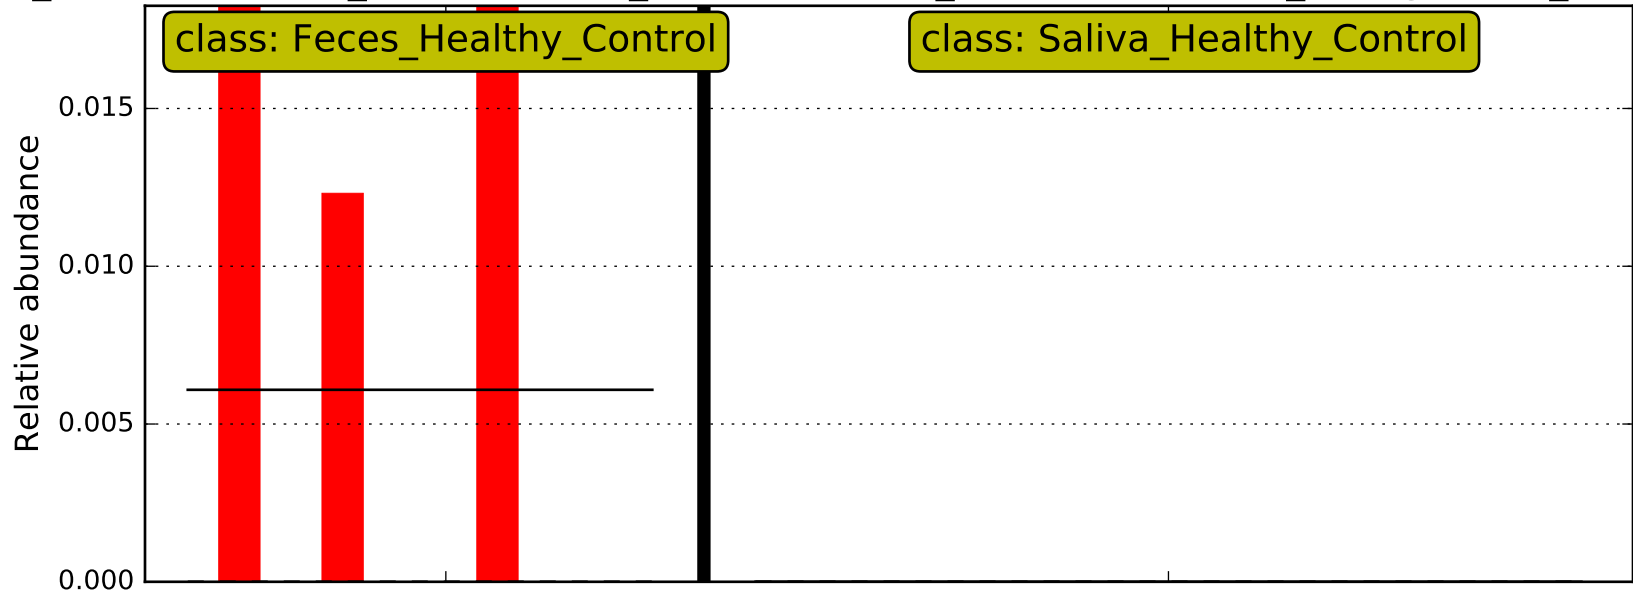 class: Feces_Healthy_Control
class: Saliva_Healthy_Control
0.015
0.010
0.005
0.000
Relative abundance